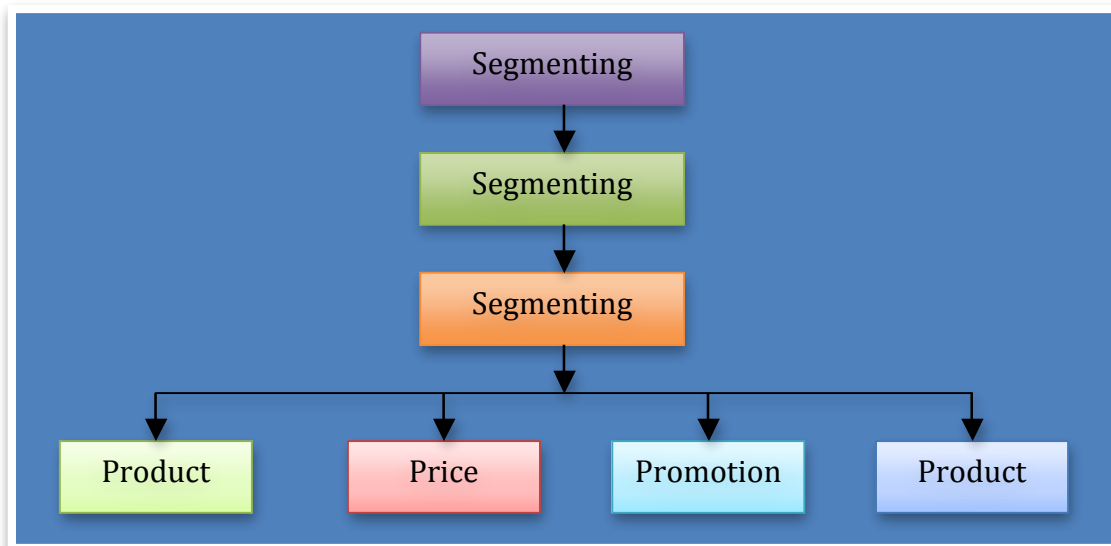 Segmenting
Segmenting
Segmenting
Product
Price
Promotion
Product